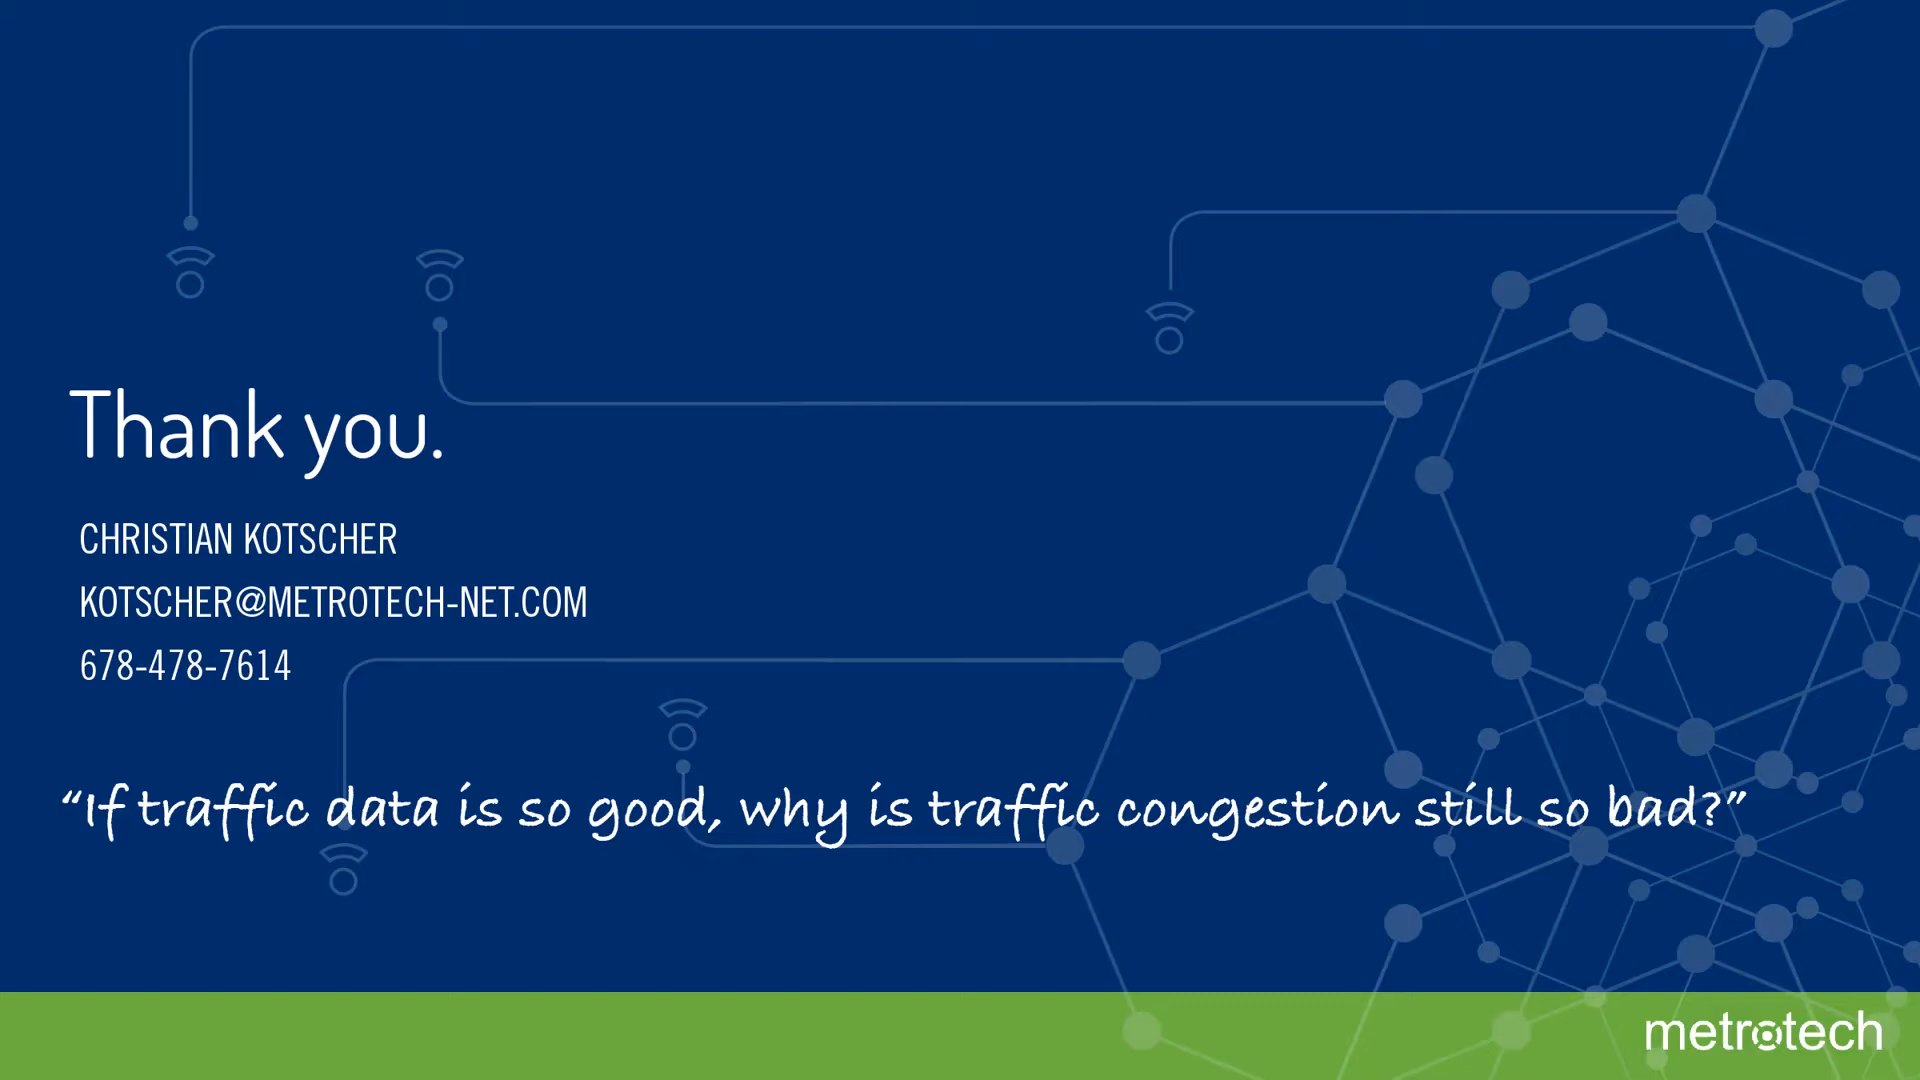 Thank you.
CHRISTIAN KOTSCHER
KOTSCHER@METROTECH-NET.COM
678-478-7614
“If traffic data is so good, why is traffic congestion still so bad?”
metrotech